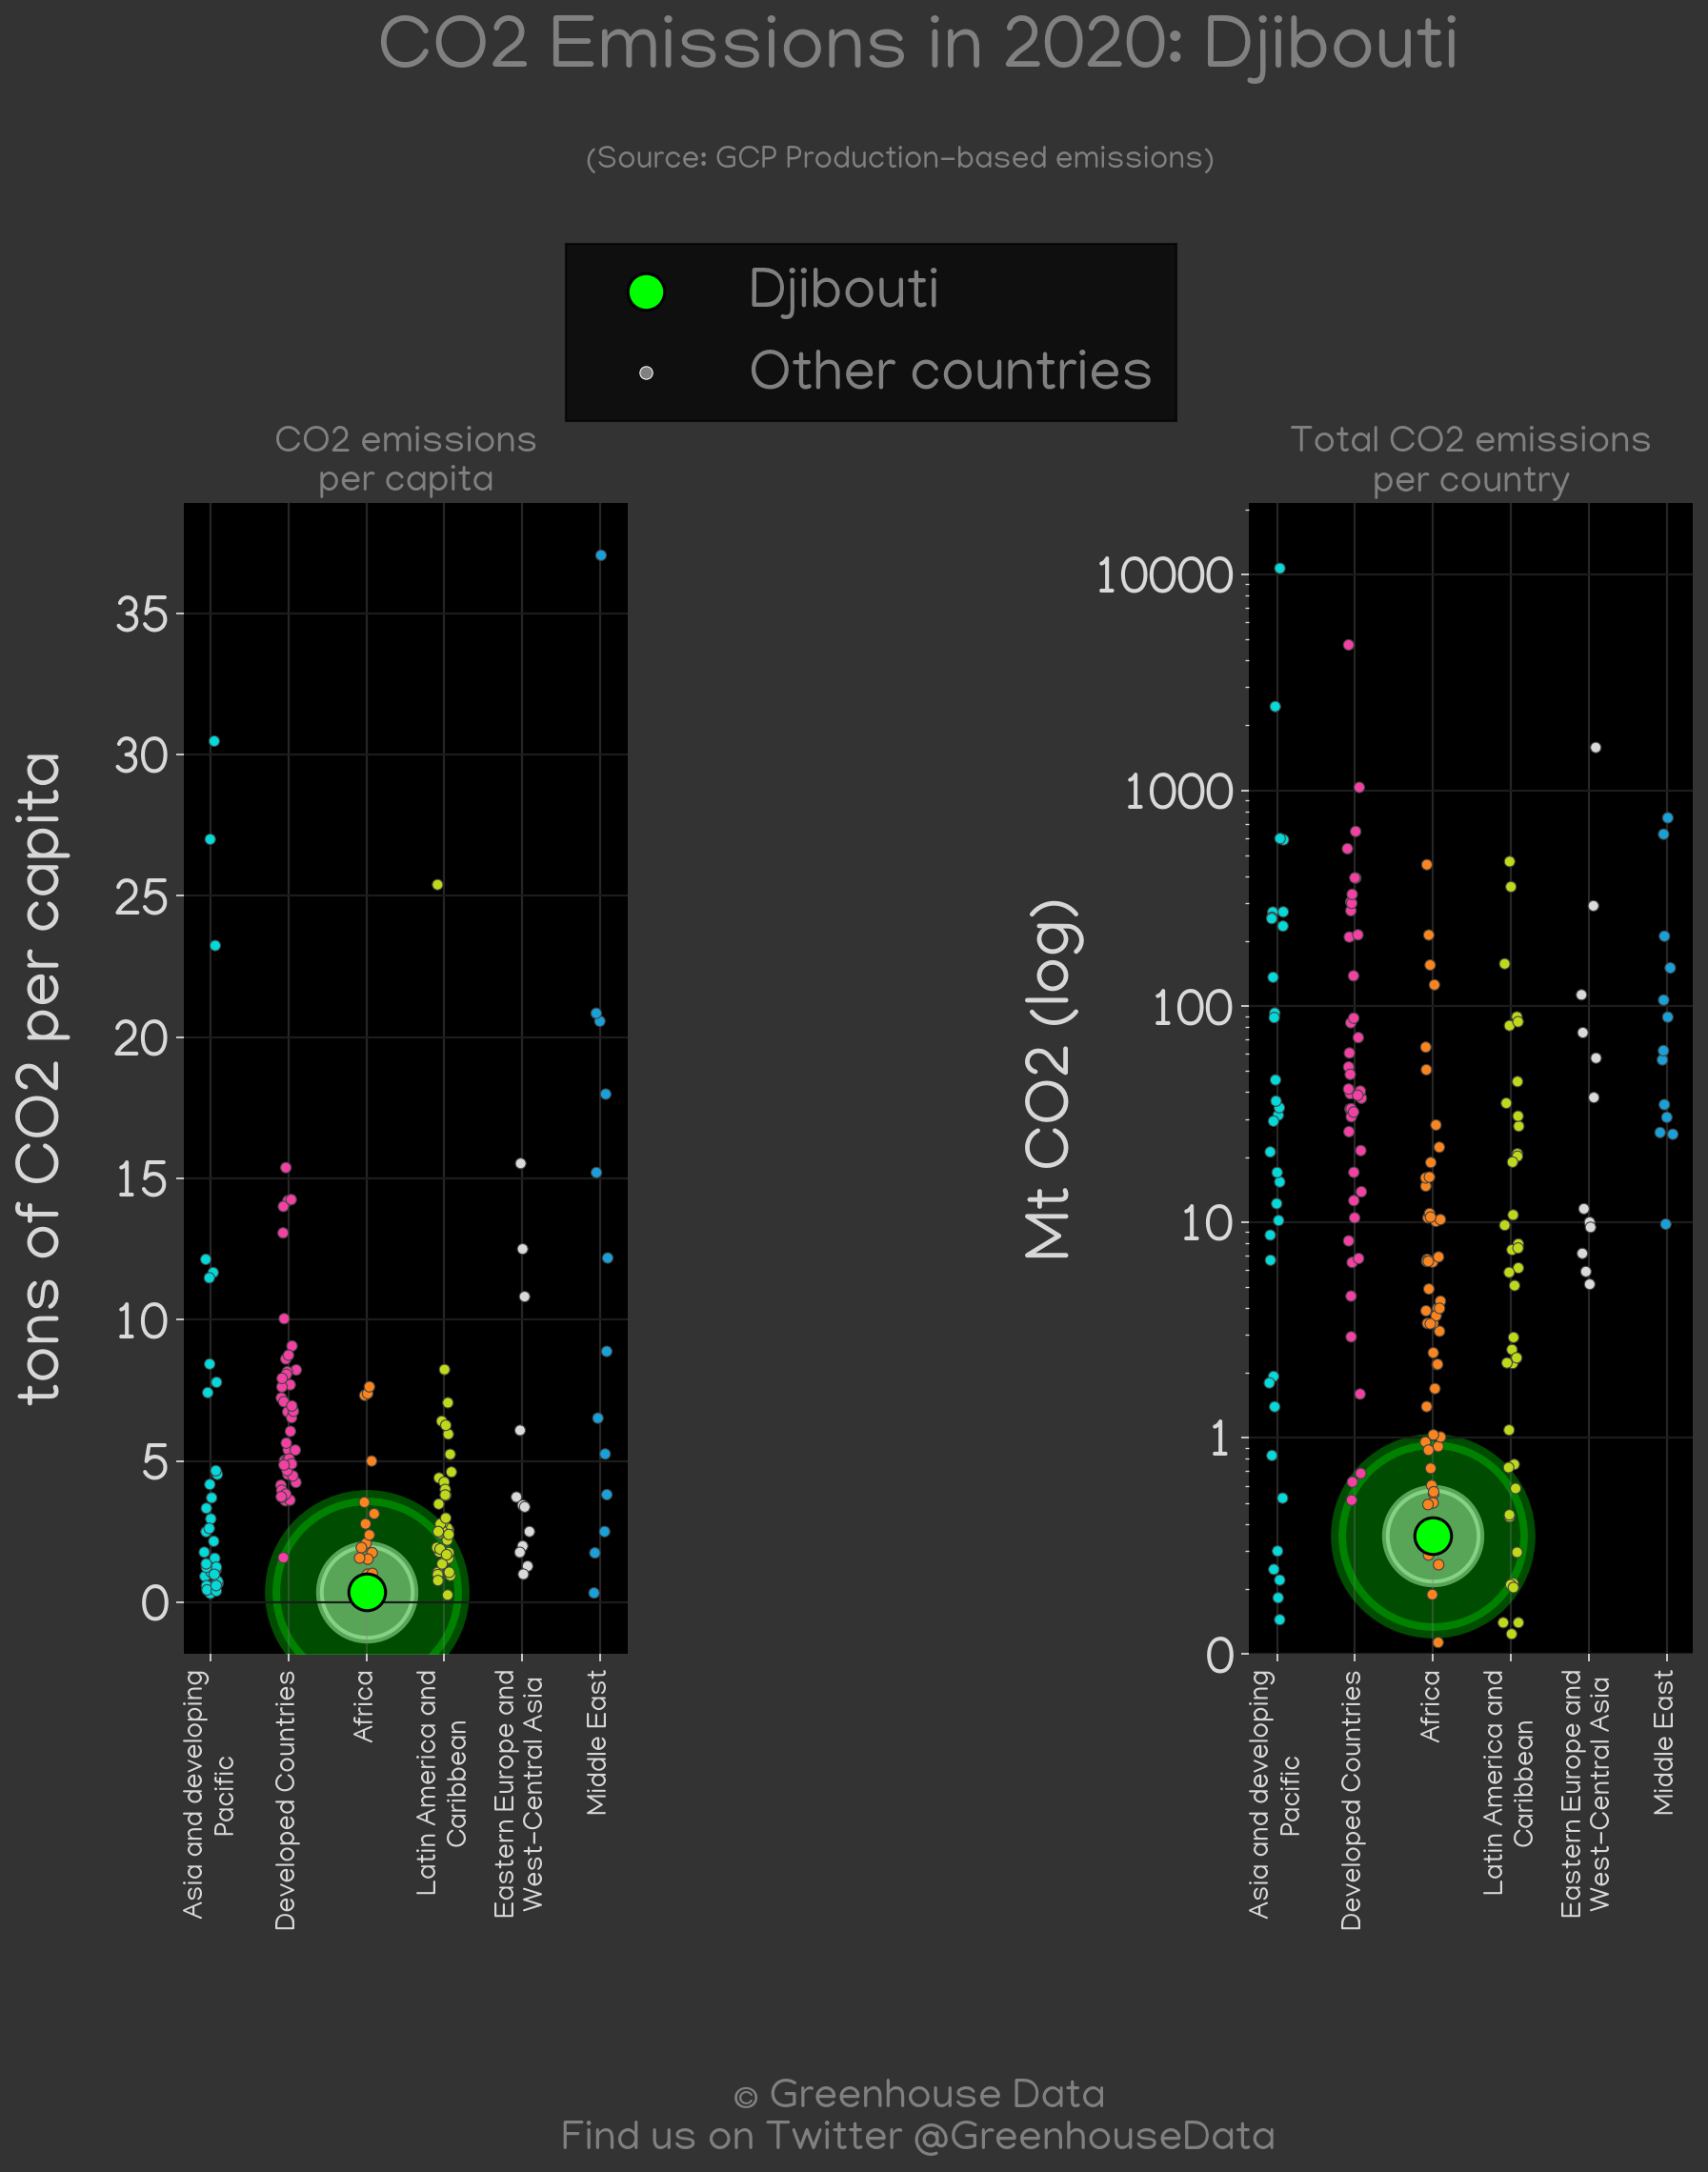 CO2 Emissions in 2020: Djibouti
(Source: GCP Production-based emissions)
Djibouti
Other countries
CO2 emissions
per capita
tons of CO2 per capita
35
30
25
20
15
10
5
0
Asia and developing
Pacific
Developed Countries
Africa
Latin America and
Caribbean
Eastern Europe and
West-Central Asia
Middle East
Total CO2 emissions
per country
Mt CO2 (log)
10000
1000
100
10
1
0
Asia and developing
Pacific
Developed Countries
Africa
Latin America and
Caribbean
Eastern Europe and
West-Central Asia
Middle East
© Greenhouse Data
Find us on Twitter @GreenhouseData